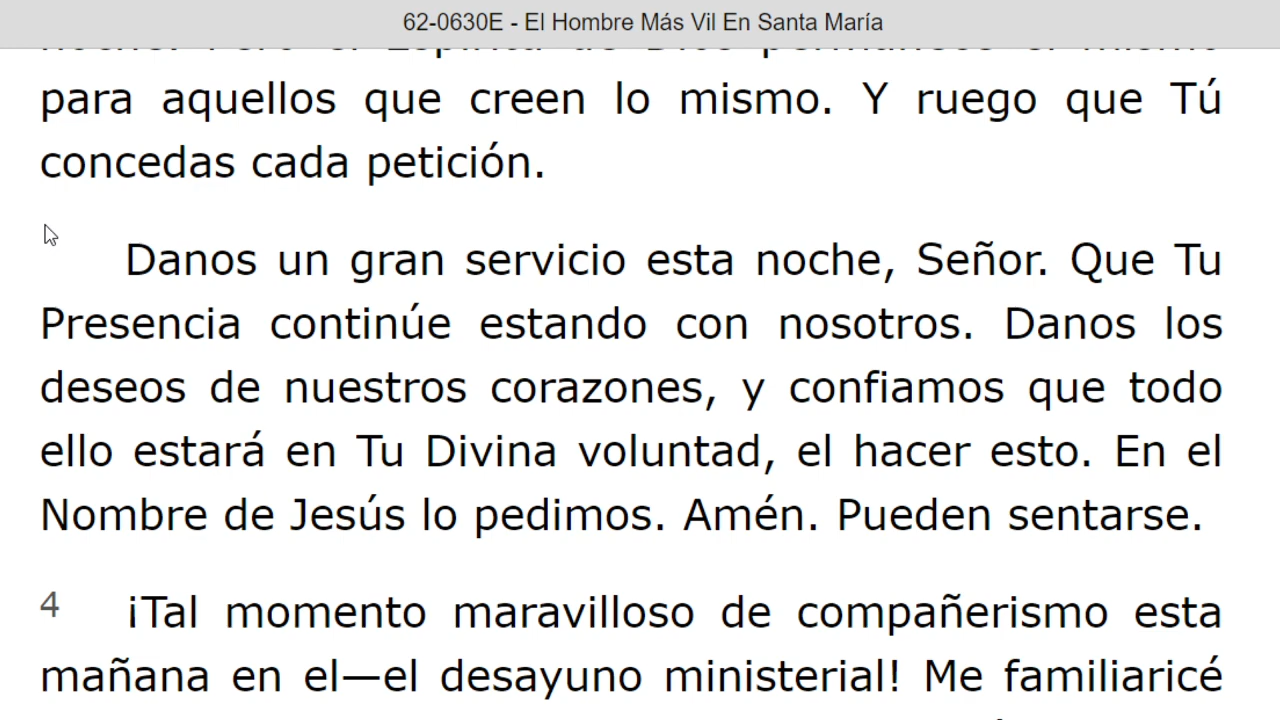 62-0630E - El Hombre Más Vil En Santa María
para aquellos que creen lo mismo. Y ruego que Tú
concedas cada petición.
Danos un gran servicio esta noche, Señor. Que Tu
Presencia continúe estando con nosotros. Danos los
deseos de nuestros corazones, y confiamos que todo
ello estará en Tu Divina voluntad, el hacer esto. En el
Nombre de Jesús lo pedimos. Amén. Pueden sentarse.
4 ¡Tal momento maravilloso de compañerismo esta
mañana en el—el desayuno ministerial! Me familiaricé